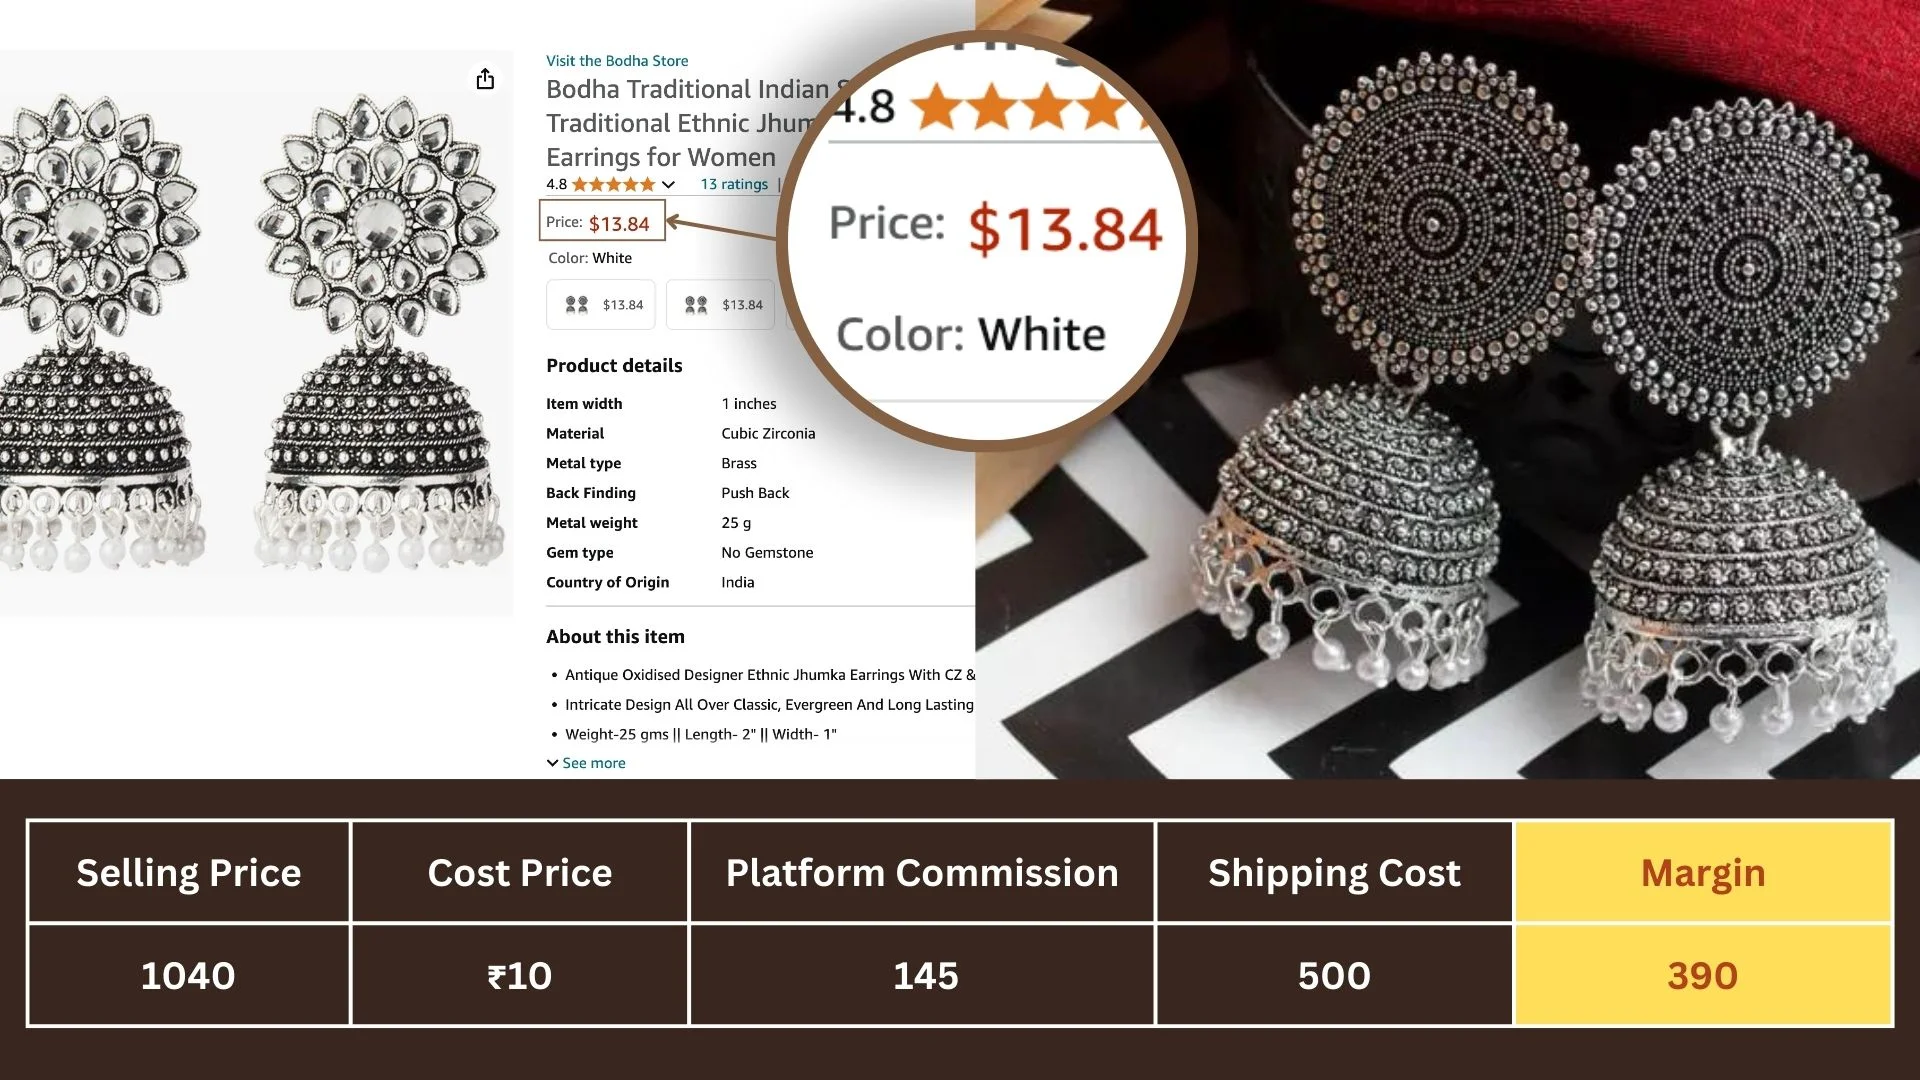 Visit the Bodha Store
Bodha Traditional Indian
Traditional Ethnic
Earrings for Women
4.8
13 ratings |
Price: $13.84
Color: White
$13.84
$13.84
Product details
Item width 1 inches
Material Cubic Zirconia
Metal type Brass
Back Finding Push Back
Metal weight 25 g
Gem type No Gemstone
Country of Origin India
About this item
• Antique Oxidised Designer Ethnic Jhumka Earrings With CZ &
• Intricate Design All Over Classic, Evergreen And Long Lasting
• Weight-25 gms || Length- 2" || Width- 1"
See more
4.8
Price: $13.84
Color: White
Selling Price Cost Price Platform Commission Shipping Cost Margin
1040 ₹10 145 500 390